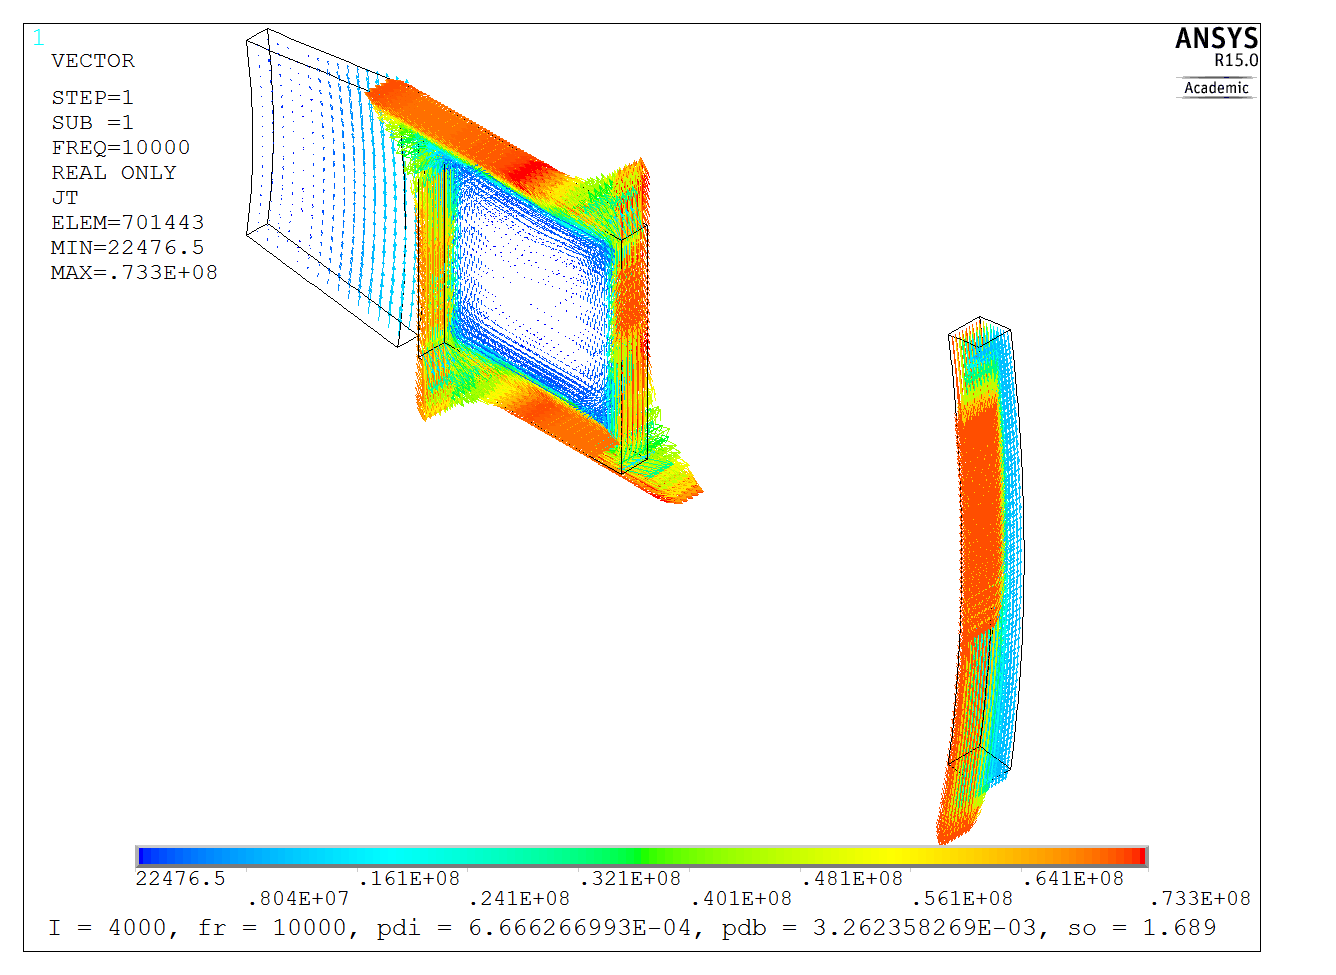 1
ANSYS
R15.0
Academic
VECTOR
STEP=1
SUB =1
FREQ=10000
REAL ONLY
JT
ELEM=701443
MIN=22476.5
MAX=.733E+08
22476.5 .161E+08 .321E+08 .481E+08 .641E+08
.804E+07 .241E+08 .401E+08 .561E+08 .733E+08
I = 4000, fr = 10000, pdi = 6.666266993E-04, pdb = 3.262358269E-03, so = 1.689